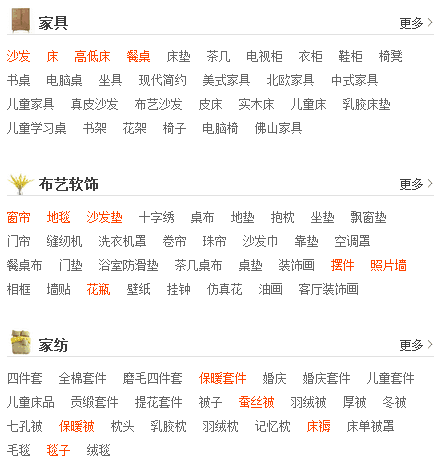 家具 更多
沙发 床 高低床 餐桌 床垫 茶几 电视柜 衣柜 鞋柜 椅凳
书桌 电脑桌 坐具 现代简约 美式家具 北欧家具 中式家具
儿童家具 真皮沙发 布艺沙发 皮床 实木床 儿童床 乳胶床垫
儿童学习桌 书架 花架 椅子 电脑椅 佛山家具
布艺软饰 更多
窗帘 地毯 沙发垫 十字绣 桌布 地垫 抱枕 坐垫 飘窗垫
门帘 缝纫机 洗衣机罩 卷帘 珠帘 沙发巾 靠垫 空调罩
餐桌布 门垫 浴室防滑垫 茶几桌布 桌垫 装饰画 摆件 照片墙
相框 墙贴 花瓶 壁纸 挂钟 仿真花 油画 客厅装饰画
家纺 更多
四件套 全棉套件 磨毛四件套 保暖套件 婚庆 婚庆套件 儿童套件
儿童床品 贡缎套件 提花套件 被子 蚕丝被 羽绒被 厚被 冬被
七孔被 保暖被 枕头 乳胶枕 羽绒枕 记忆枕 床褥 床单被罩
毛毯 毯子 绒毯